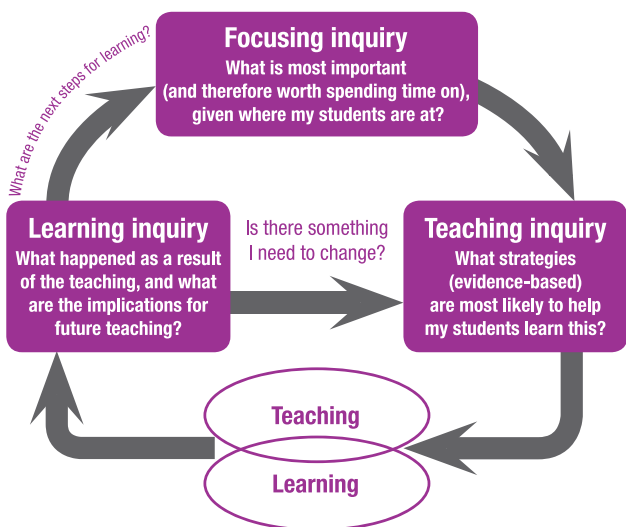 What are the next steps for learning?
Focusing inquiry
What is most important
(and therefore worth spending time on),
given where my students are at?
Learning inquiry
What happened as a result
of the teaching, and what
are the implications for
future teaching?
Is there something
I need to change?
Teaching inquiry
What strategies
(evidence-based)
are most likely to help
my students learn this?
Teaching
Learning